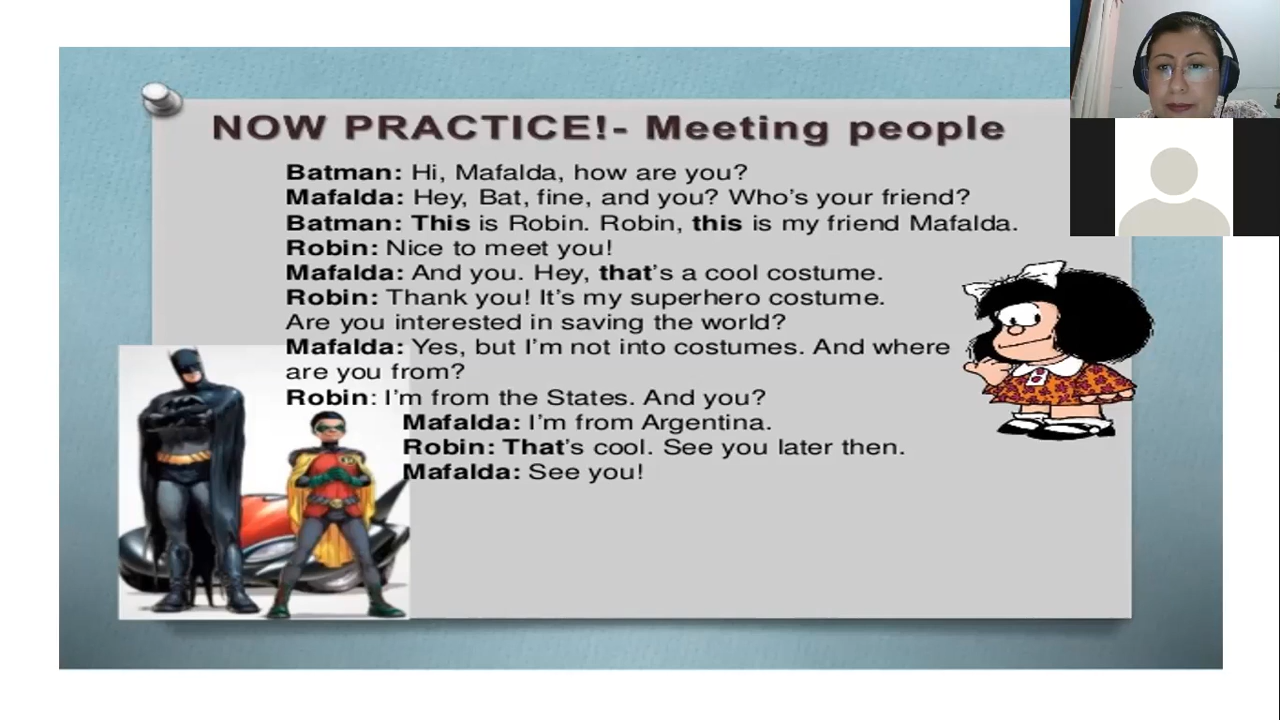 NOW PRACTICE!- Meeting people
Batman: Hi, Mafalda, how are you?
Mafalda: Hey, Bat, fine, and you? Who's your friend?
Batman: This is Robin. Robin, this is my friend Mafalda.
Robin: Nice to meet you!
Mafalda: And you. Hey, that's a cool costume.
Robin: Thank you! It's my superhero costume.
Are you interested in saving the world?
Mafalda: Yes, but I'm not into costumes. And where
are you from?
Robin: I'm from the States. And you?
Mafalda: I'm from Argentina.
Robin: That's cool. See you later then.
Mafalda: See you!